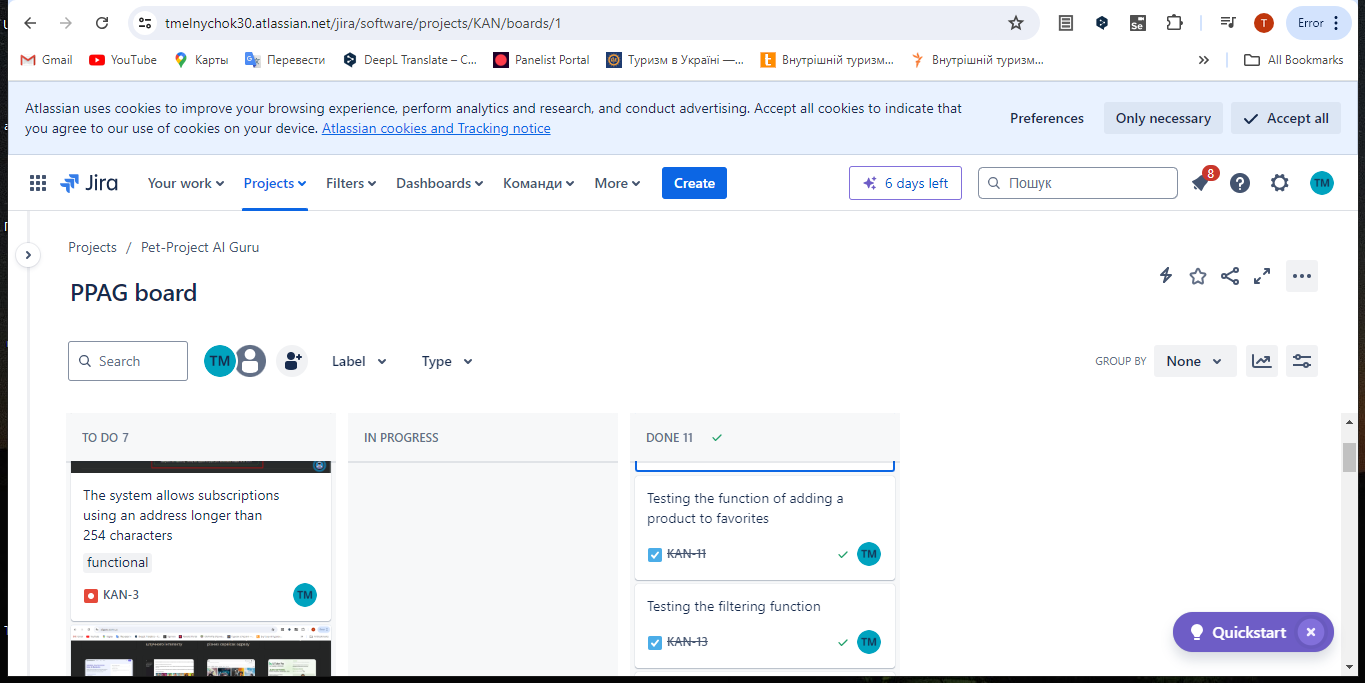 tmelnychok30.atlassian.net/jira/software/projects/KAN/boards/1
Se
T
Error
Gmail
YouTube
Карты
Перевести
DeepL Translate – C...
Panelist Portal
Туризм в Україні —...
Внутрішній туризм...
Внутрішній туризм...
All Bookmarks
Atlassian uses cookies to improve your browsing experience, perform analytics and research, and conduct advertising. Accept all cookies to indicate that
you agree to our use of cookies on your device. Atlassian cookies and Tracking notice
Preferences
Only necessary
Accept all
Jira
Your work
Projects
Filters
Dashboards
Команди
More
Create
6 days left
Пошук
8
TM
Projects / Pet-Project AI Guru
PPAG board
Search
TM
Label
Type
GROUP BY
None
TO DO 7
IN PROGRESS
DONE 11
The system allows subscriptions
using an address longer than
254 characters
functional
KAN-3
TM
Testing the function of adding a
product to favorites
KAN-11
TM
Testing the filtering function
KAN-13
TM
Quickstart